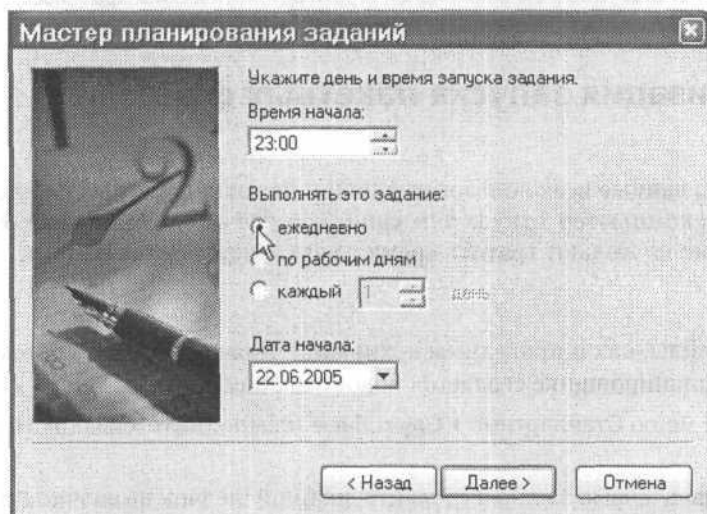 Мастер планирования заданий
Укажите день и время запуска задания.
Время начала:
23:00
Выполнять это задание:
ежедневно
по рабочим дням
каждый 1 день
Дата начала:
22.06.2005
< Назад Далее > Отмена